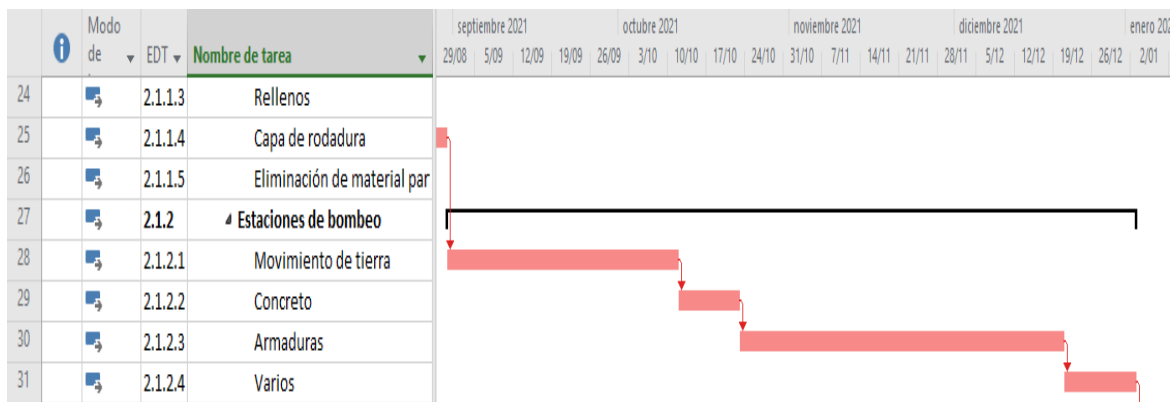 Modo
de
EDT
Nombre de tarea
septiembre 2021 octubre 2021 noviembre 2021 diciembre 2021 enero 202
29/08 5/09 12/09 19/09 26/09 3/10 10/10 17/10 24/10 31/10 7/11 14/11 21/11 28/11 5/12 12/12 19/12 26/12 2/01
24 2.1.1.3 Rellenos
25 2.1.1.4 Capa de rodadura
26 2.1.1.5 Eliminación de material par
27 2.1.2 Estaciones de bombeo
28 2.1.2.1 Movimiento de tierra
29 2.1.2.2 Concreto
30 2.1.2.3 Armaduras
31 2.1.2.4 Varios